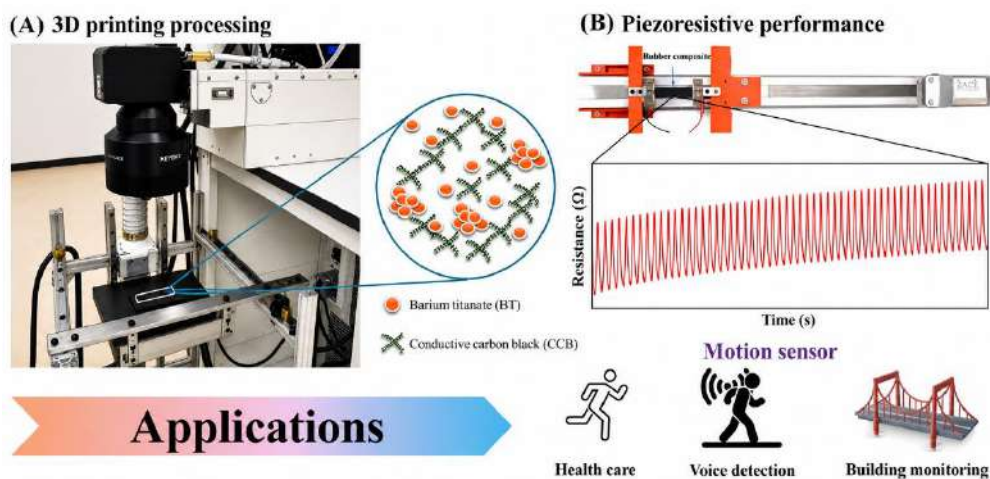 (A) 3D printing processing
(B) Piezoresistive performance
KEYENCE
Rubber composite
Barium titanate (BT)
Conductive carbon black (CCB)
Resistance (Ω)
Time (s)
Motion sensor
Applications
Health care
Voice detection
Building monitoring